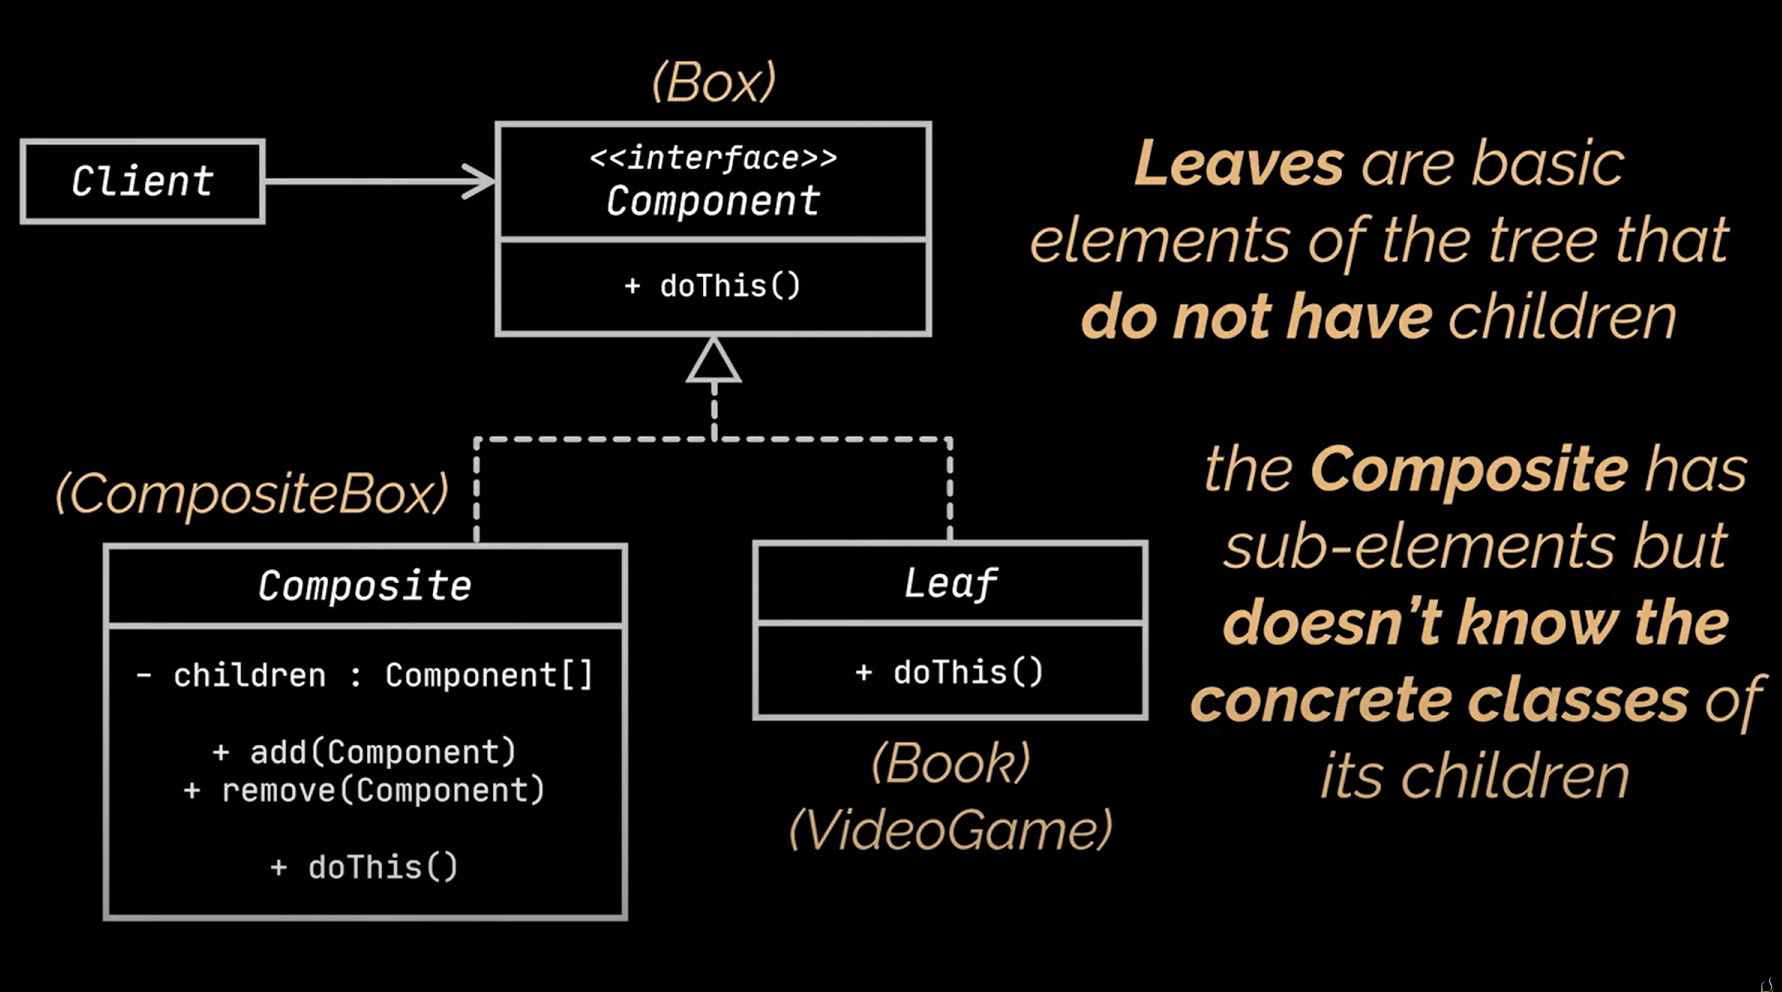 (Box)
Client
<<interface>>
Component
+ doThis()
Leaves are basic
elements of the tree that
do not have children
(CompositeBox)
Composite
- children : Component[]
+ add(Component)
+ remove(Component)
+ doThis()
Leaf
+ doThis()
(Book)
(VideoGame)
the Composite has
sub-elements but
doesn't know the
concrete classes of
its children